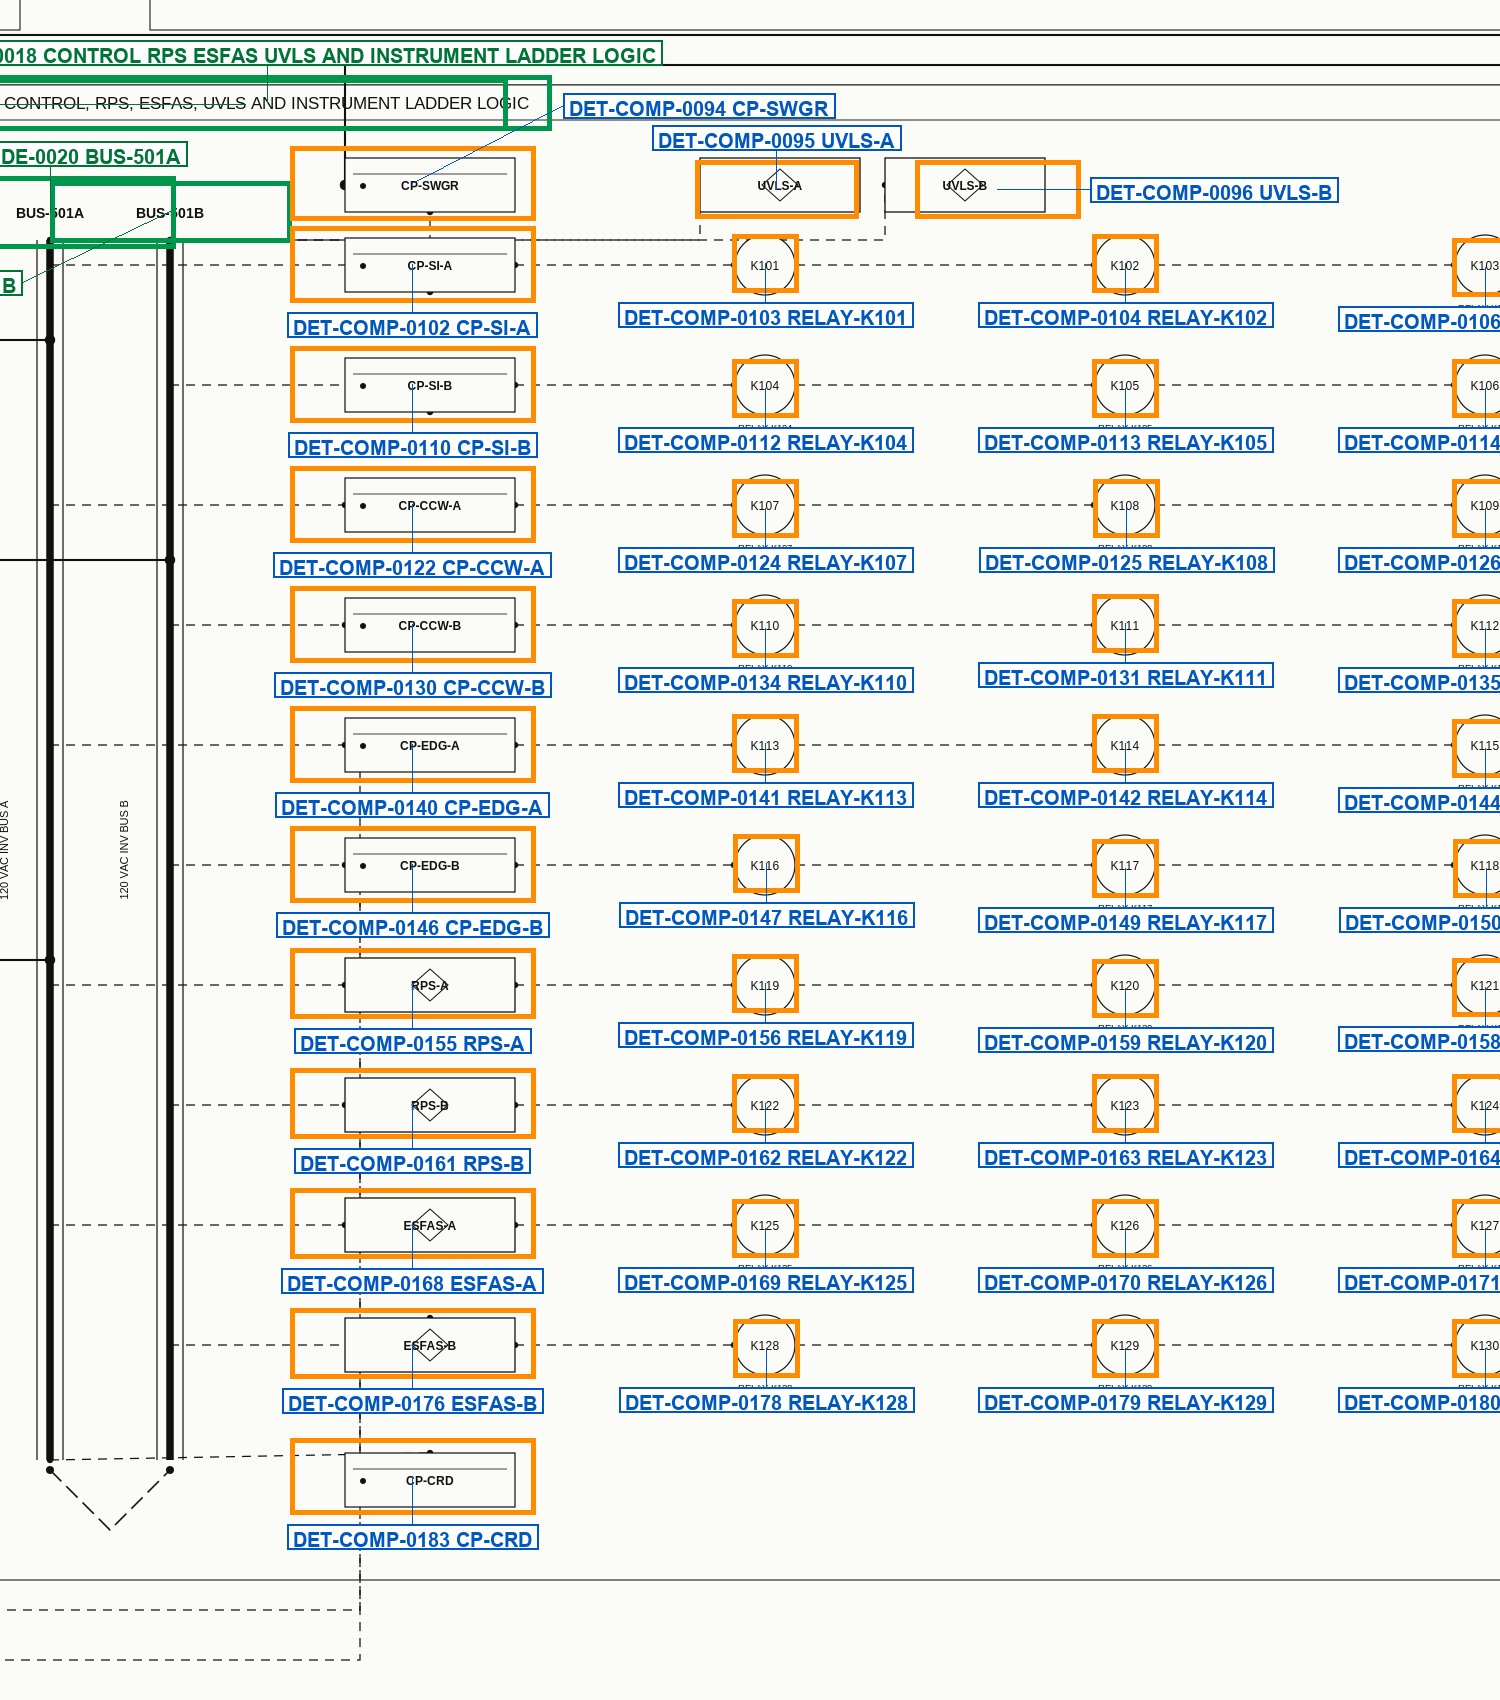 0018 CONTROL RPS ESFAS UVLS AND INSTRUMENT LADDER LOGIC
CONTROL, RPS, ESFAS, UVLS AND INSTRUMENT LADDER LOGIC
DET-COMP-0094 CP-SWGR
DET-COMP-0095 UVLS-A
DE-0020 BUS-501A
CP-SWGR
UVLS-A
UVLS-B
DET-COMP-0096 UVLS-B
BUS-501A
BUS-501B
B
CP-SI-A
K101
K102
K103
DET-COMP-0102 CP-SI-A
DET-COMP-0103 RELAY-K101
DET-COMP-0104 RELAY-K102
DET-COMP-0106
CP-SI-B
K104
K105
K106
DET-COMP-0110 CP-SI-B
DET-COMP-0112 RELAY-K104
DET-COMP-0113 RELAY-K105
DET-COMP-0114
CP-CCW-A
K107
K108
K109
DET-COMP-0122 CP-CCW-A
DET-COMP-0124 RELAY-K107
DET-COMP-0125 RELAY-K108
DET-COMP-0126
CP-CCW-B
K110
K111
K112
DET-COMP-0130 CP-CCW-B
DET-COMP-0134 RELAY-K110
DET-COMP-0131 RELAY-K111
DET-COMP-0135
CP-EDG-A
K113
K114
K115
DET-COMP-0140 CP-EDG-A
DET-COMP-0141 RELAY-K113
DET-COMP-0142 RELAY-K114
DET-COMP-0144
120 VAC INV BUS A
120 VAC INV BUS B
CP-EDG-B
K116
K117
K118
DET-COMP-0146 CP-EDG-B
DET-COMP-0147 RELAY-K116
DET-COMP-0149 RELAY-K117
DET-COMP-0150
RPS-A
K119
K120
K121
DET-COMP-0155 RPS-A
DET-COMP-0156 RELAY-K119
DET-COMP-0159 RELAY-K120
DET-COMP-0158
RPS-B
K122
K123
K124
DET-COMP-0161 RPS-B
DET-COMP-0162 RELAY-K122
DET-COMP-0163 RELAY-K123
DET-COMP-0164
ESFAS-A
K125
K126
K127
DET-COMP-0168 ESFAS-A
DET-COMP-0169 RELAY-K125
DET-COMP-0170 RELAY-K126
DET-COMP-0171
ESFAS-B
K128
K129
K130
DET-COMP-0176 ESFAS-B
DET-COMP-0178 RELAY-K128
DET-COMP-0179 RELAY-K129
DET-COMP-0180
CP-CRD
DET-COMP-0183 CP-CRD